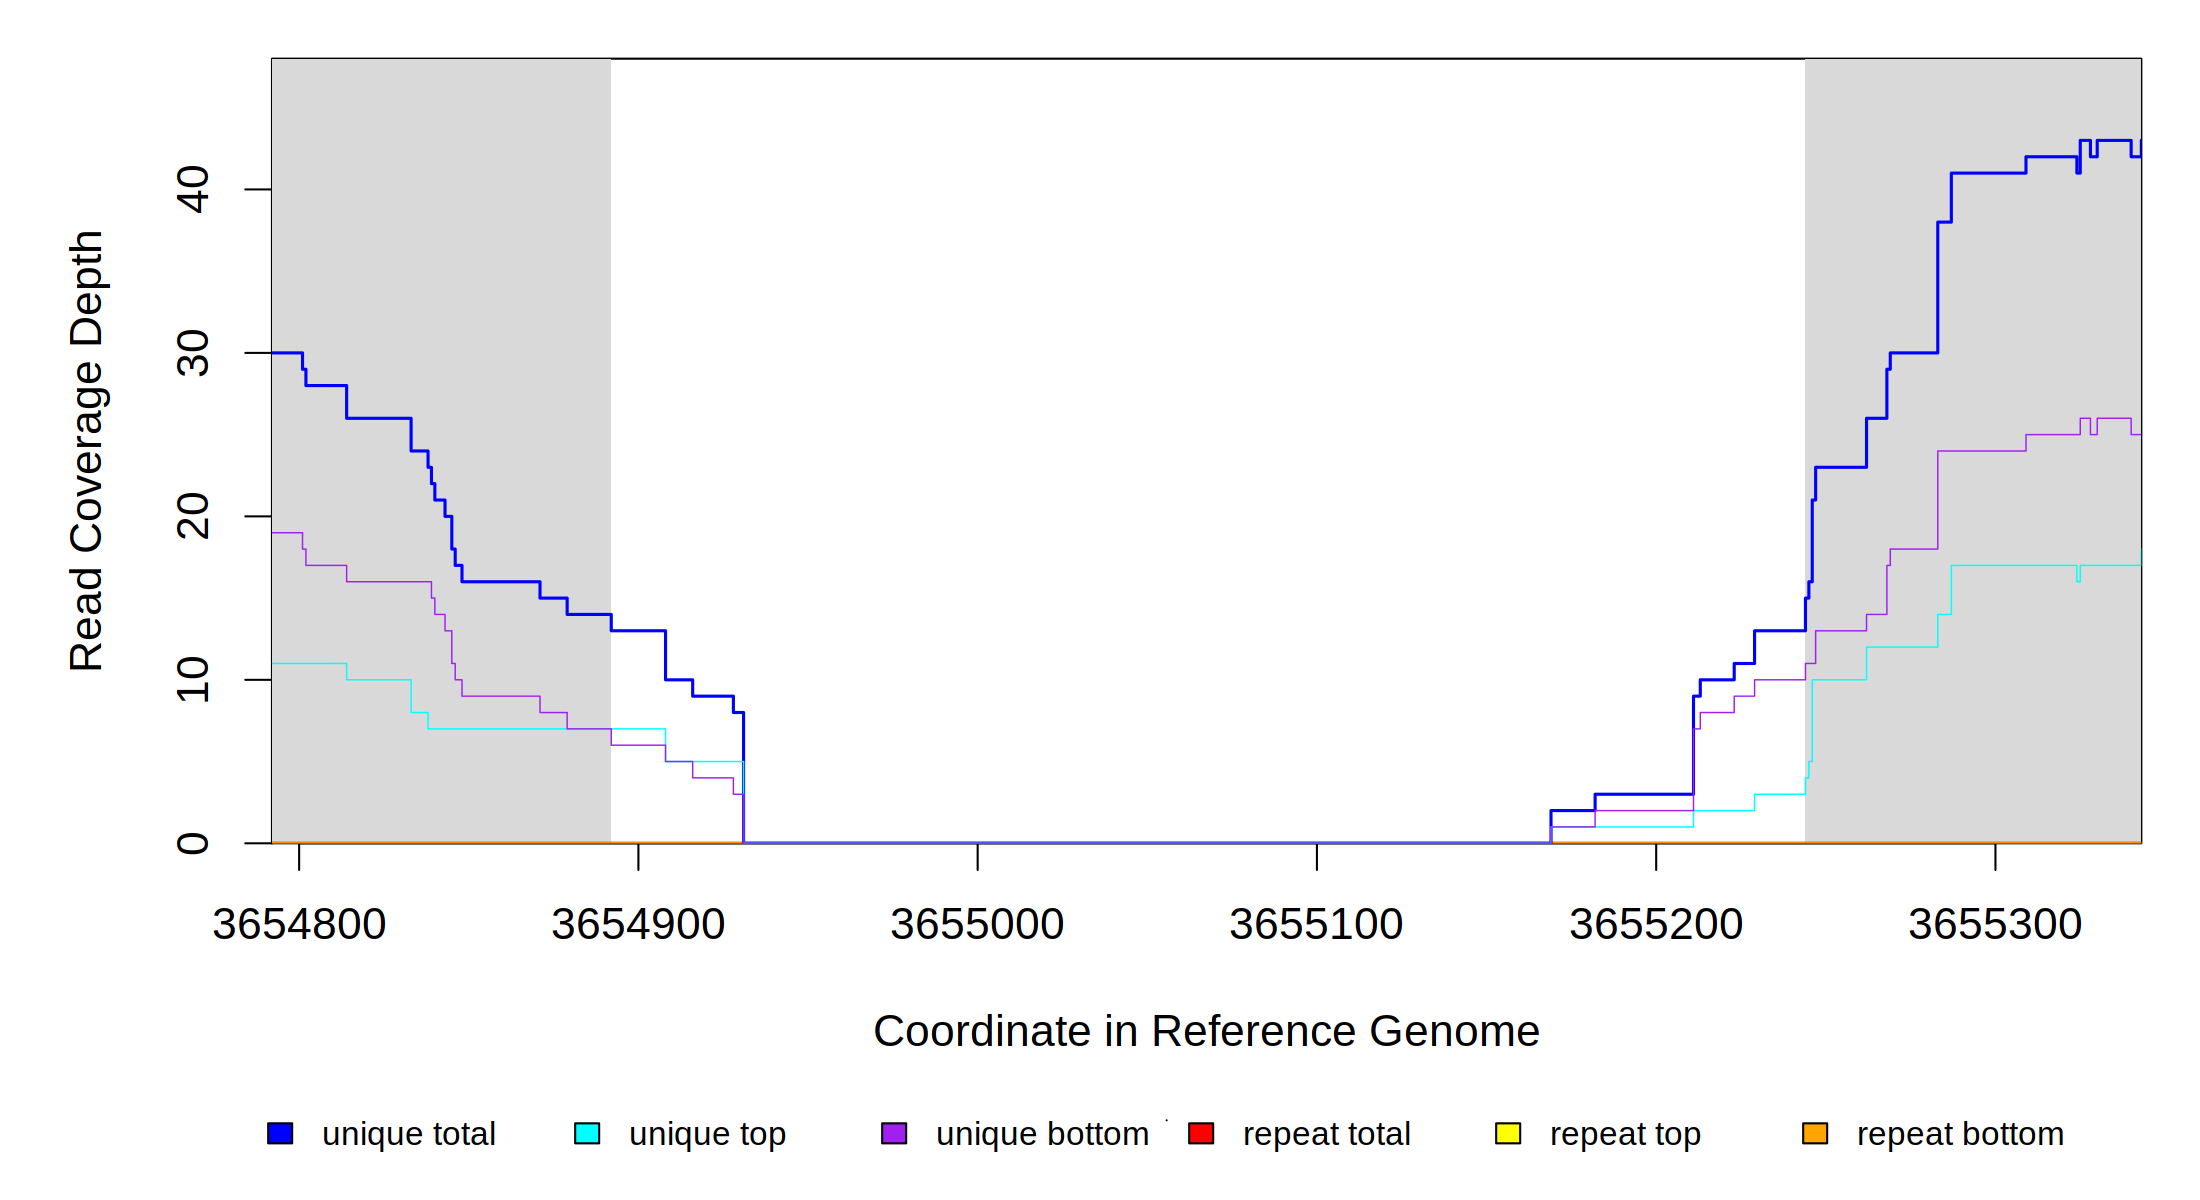 Read Coverage Depth
40
30
20
10
0
3654800 3654900 3655000 3655100 3655200 3655300
Coordinate in Reference Genome
unique total unique top unique bottom repeat total repeat top repeat bottom